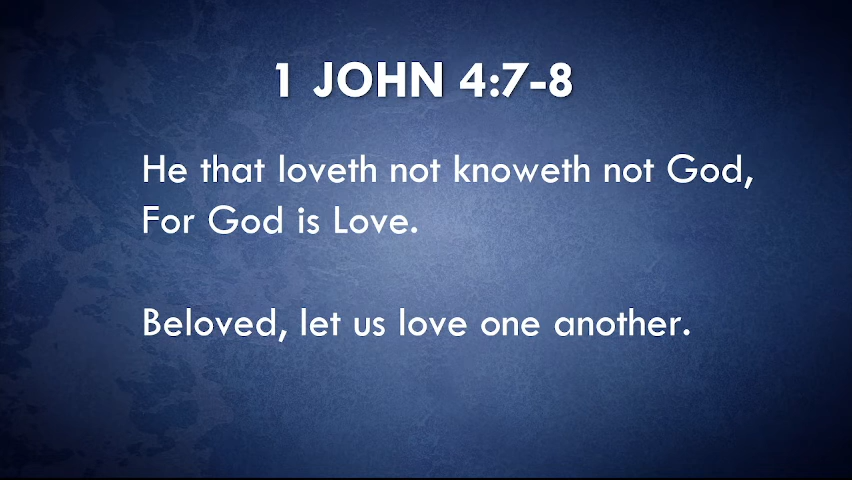 1 JOHN 4:7-8
He that loveth not knoweth not God,
For God is Love.
Beloved, let us love one another.